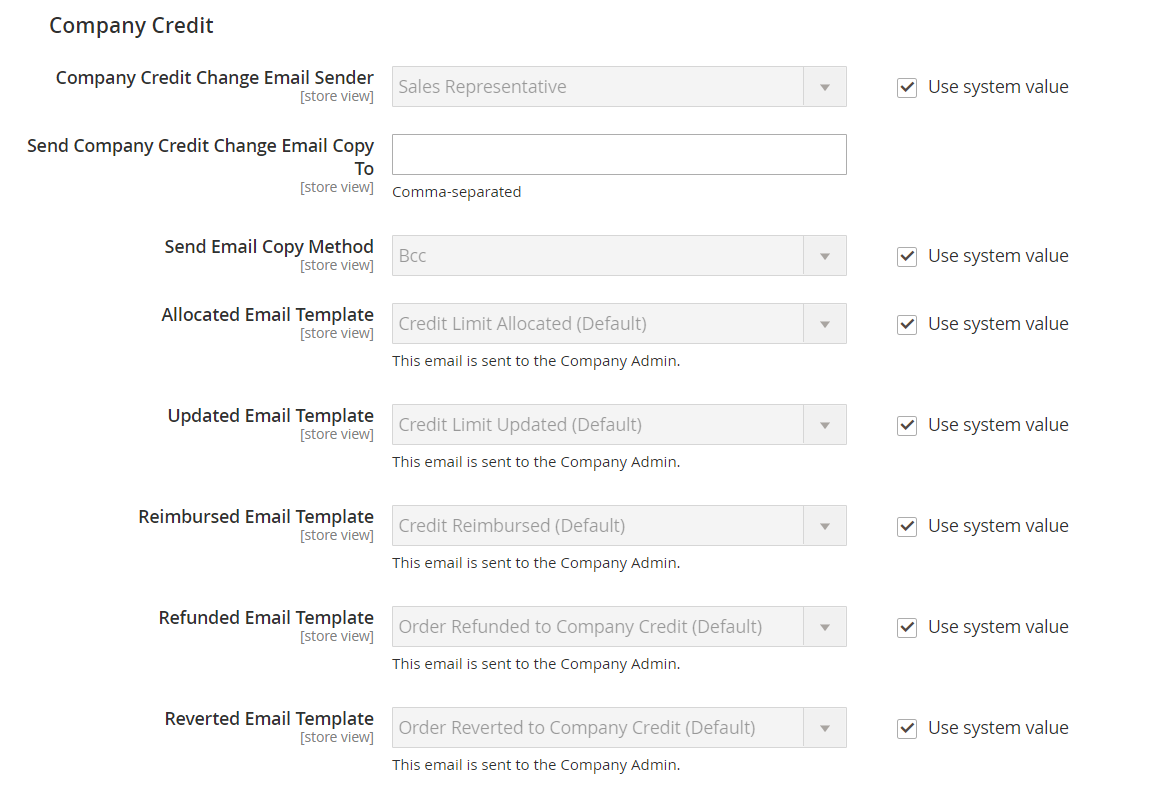 Company Credit
Company Credit Change Email Sender
[store view]
Sales Representative
Use system value
Send Company Credit Change Email Copy
To
[store view]
Comma-separated
Send Email Copy Method
[store view]
Bcc
Use system value
Allocated Email Template
[store view]
Credit Limit Allocated (Default)
Use system value
This email is sent to the Company Admin.
Updated Email Template
[store view]
Credit Limit Updated (Default)
Use system value
This email is sent to the Company Admin.
Reimbursed Email Template
[store view]
Credit Reimbursed (Default)
Use system value
This email is sent to the Company Admin.
Refunded Email Template
[store view]
Order Refunded to Company Credit (Default)
Use system value
This email is sent to the Company Admin.
Reverted Email Template
[store view]
Order Reverted to Company Credit (Default)
Use system value
This email is sent to the Company Admin.